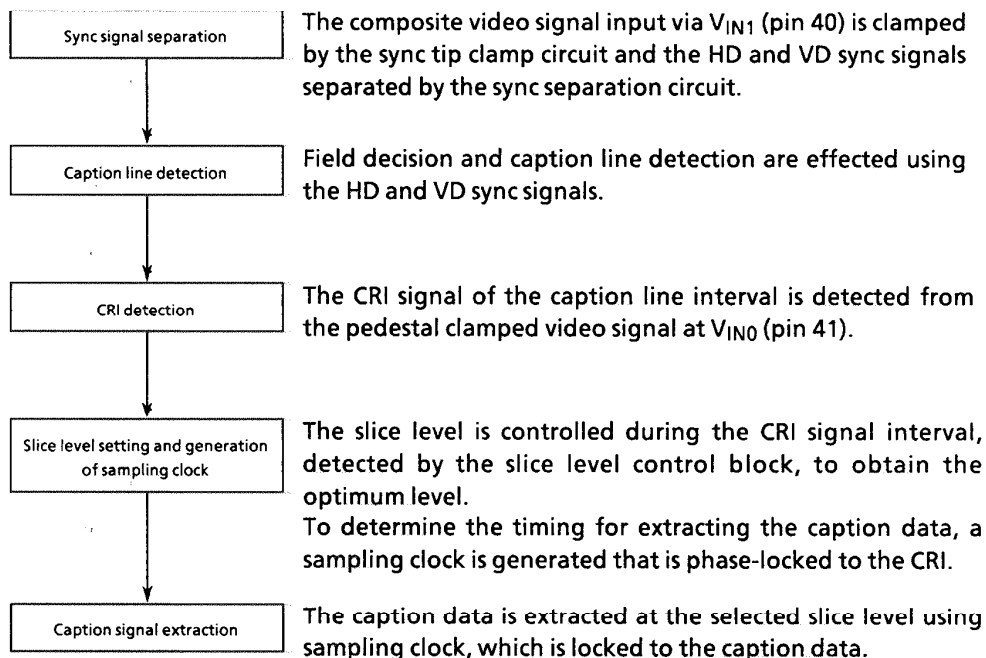 Sync signal separation
The composite video signal input via VIN1 (pin 40) is clamped
by the sync tip clamp circuit and the HD and VD sync signals
separated by the sync separation circuit.
Caption line detection
Field decision and caption line detection are effected using
the HD and VD sync signals.
CRI detection
The CRI signal of the caption line interval is detected from
the pedestal clamped video signal at VIN0 (pin 41).
Slice level setting and generation
of sampling clock
The slice level is controlled during the CRI signal interval,
detected by the slice level control block, to obtain the
optimum level.
To determine the timing for extracting the caption data, a
sampling clock is generated that is phase-locked to the CRI.
Caption signal extraction
The caption data is extracted at the selected slice level using
sampling clock, which is locked to the caption data.